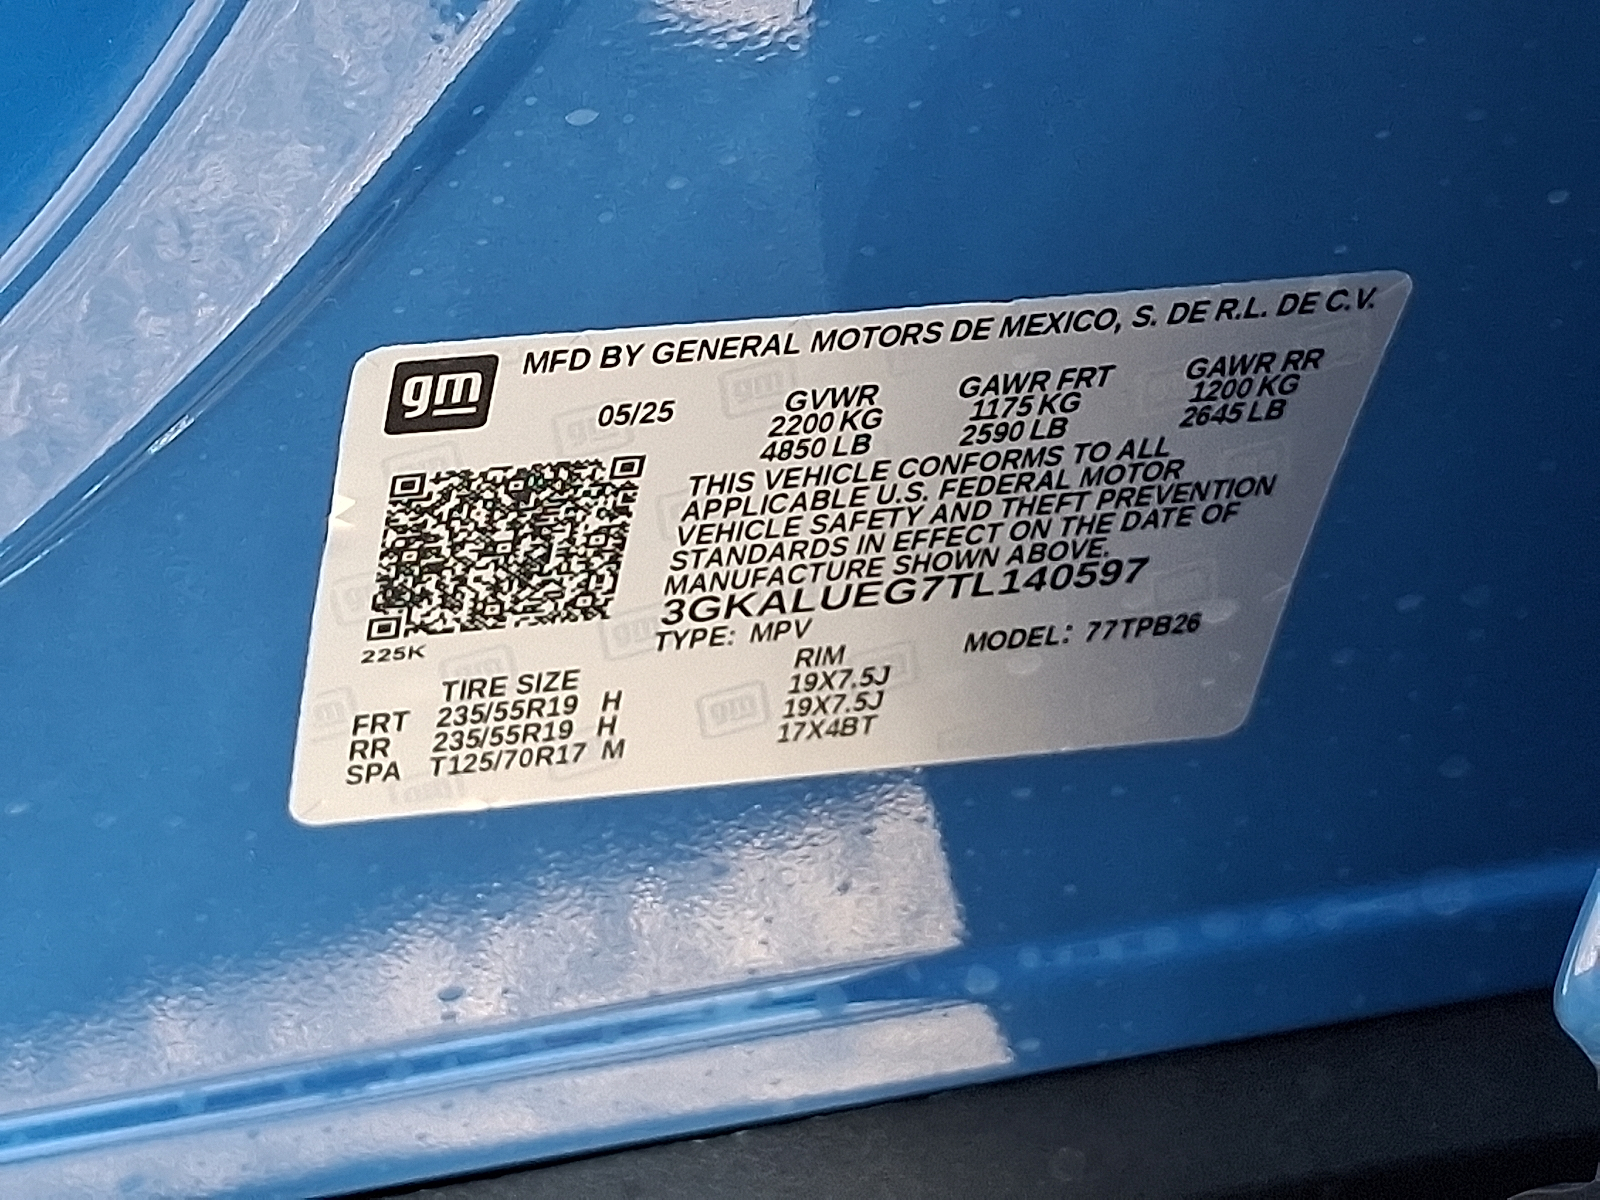 gm
MFD BY GENERAL MOTORS DE MEXICO, S. DE R.L. DE C.V.
05/25
GVWR
2200 KG
4850 LB
GAWR FRT
1175 KG
2590 LB
GAWR RR
1200 KG
2645 LB
THIS VEHICLE CONFORMS TO ALL
APPLICABLE U.S. FEDERAL MOTOR
VEHICLE SAFETY AND THEFT PREVENTION
STANDARDS IN EFFECT ON THE DATE OF
MANUFACTURE SHOWN ABOVE.
3GKALUEG7TL140597
TYPE: MPV
MODEL: 77TPB26
225K
TIRE SIZE
RIM
FRT 235/55R19 H 19X7.5J
RR 235/55R19 H 19X7.5J
SPA T125/70R17 M 17X4BT